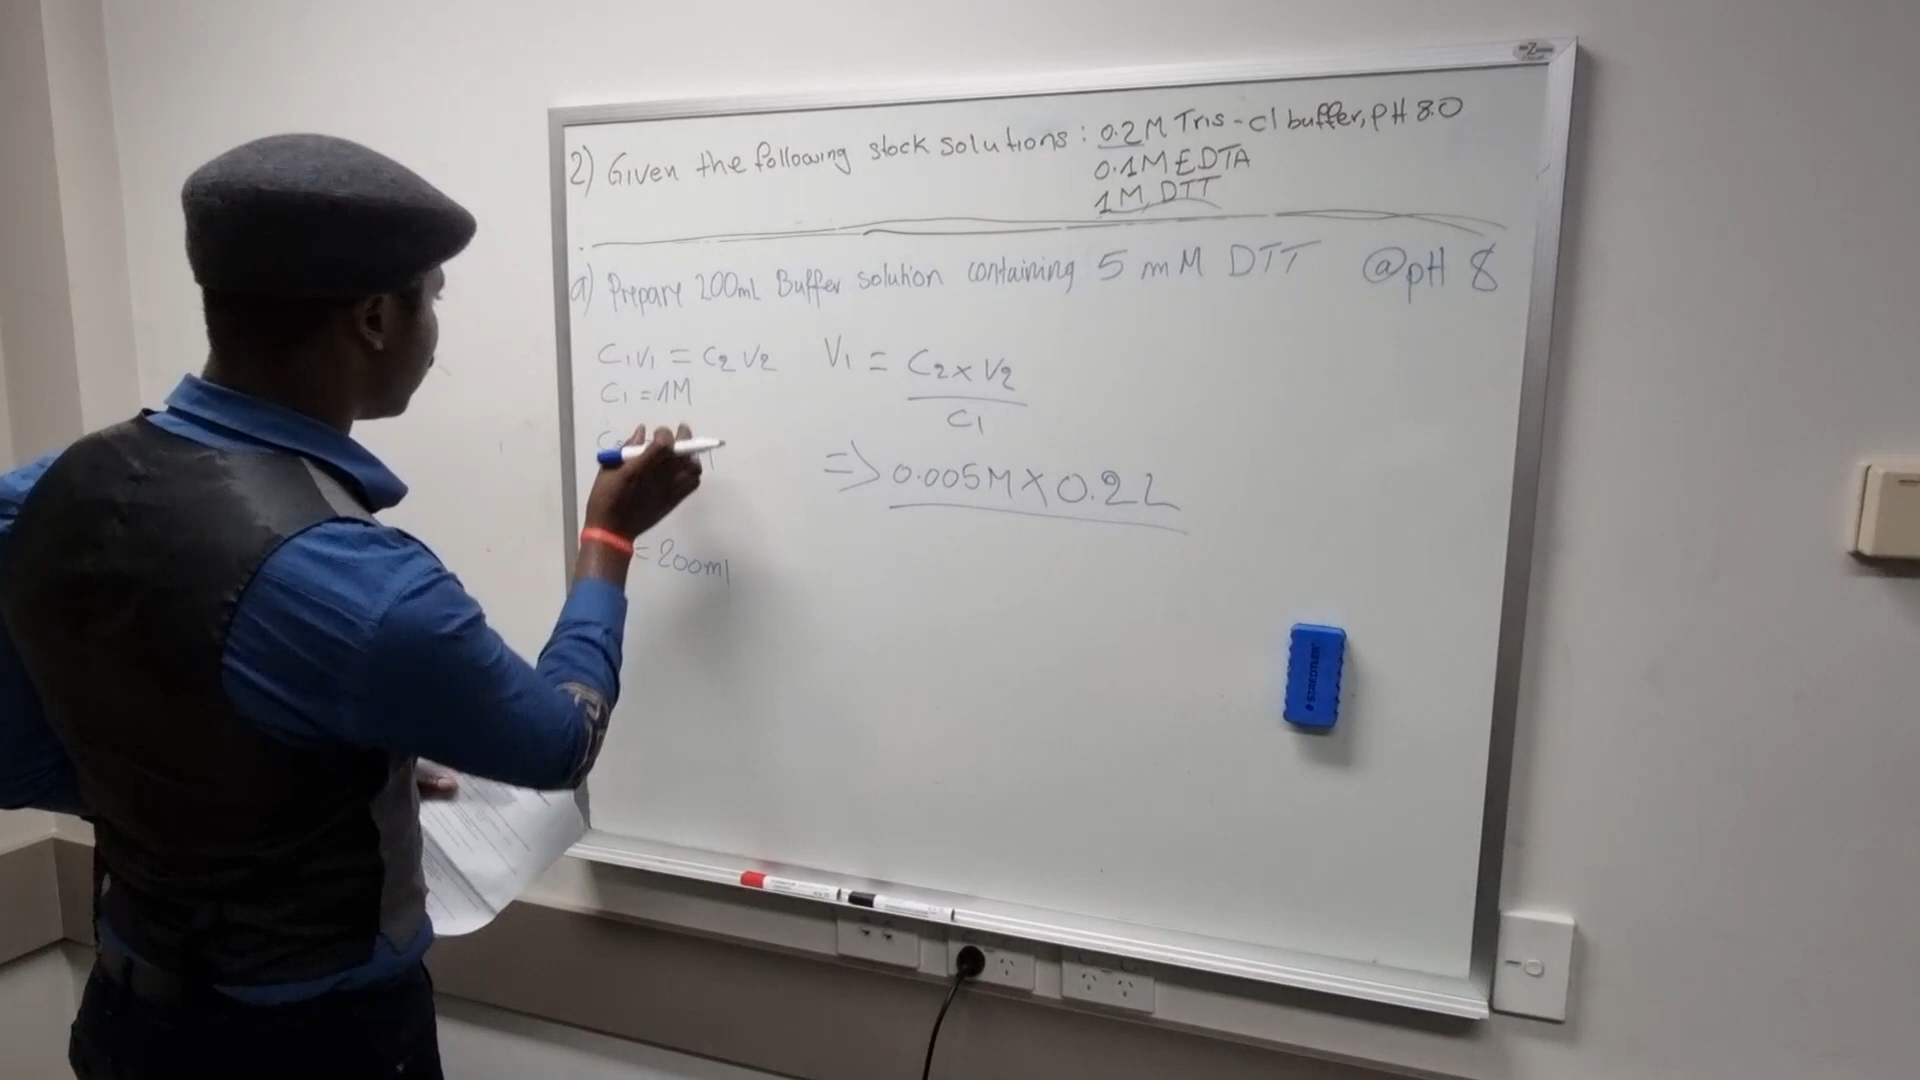 2) Given the following stock solutions : 0.2M Tris-cl buffer, pH 8.0
0.1M EDTA
1M, DTT
a) Prepare 200ml Buffer solution containing 5 mM DTT @pH 8
C1V1 = C2V2
C1 = 1M
= 200ml
V1 = C2 x V2
C1
=> 0.005M X 0.2L
STAEDTLER